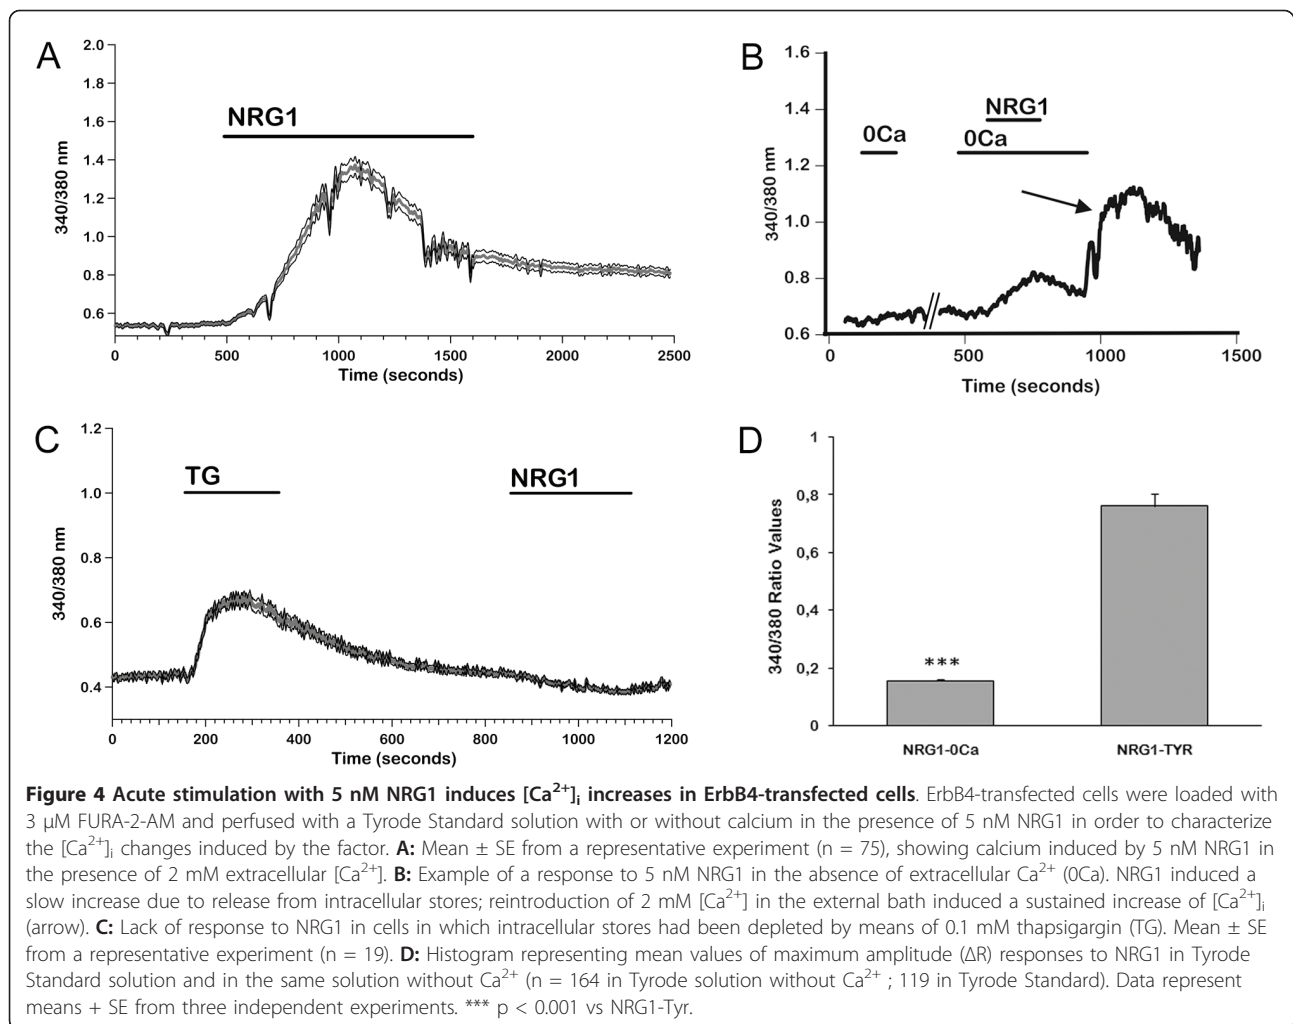 A
2.0
1.8
1.6
1.4
1.2
1.0
0.8
0.6
340/380 nm
NRG1
0
500
1000
1500
2000
2500
Time (seconds)
B
1.6
1.4
1.2
1.0
0.8
0.6
340/380 nm
NRG1
0Ca
0Ca
0
500
1000
1500
Time (seconds)
C
1.2
1.0
0.8
0.6
0.4
340/380 nm
TG
NRG1
0
200
400
600
800
1000
1200
Time (seconds)
D
1
0,8
0,6
0,4
0,2
0
340/380 Ratio Values
***
NRG1-0Ca
NRG1-TYR
Figure 4 Acute stimulation with 5 nM NRG1 induces [Ca²⁺]ᵢ increases in ErbB4-transfected cells. ErbB4-transfected cells were loaded with
3 μM FURA-2-AM and perfused with a Tyrode Standard solution with or without calcium in the presence of 5 nM NRG1 in order to characterize
the [Ca²⁺]ᵢ changes induced by the factor. A: Mean ± SE from a representative experiment (n = 75), showing calcium induced by 5 nM NRG1 in
the presence of 2 mM extracellular [Ca²⁺]. B: Example of a response to 5 nM NRG1 in the absence of extracellular Ca²⁺ (0Ca). NRG1 induced a
slow increase due to release from intracellular stores; reintroduction of 2 mM [Ca²⁺] in the external bath induced a sustained increase of [Ca²⁺]ᵢ
(arrow). C: Lack of response to NRG1 in cells in which intracellular stores had been depleted by means of 0.1 mM thapsigargin (TG). Mean ± SE
from a representative experiment (n = 19). D: Histogram representing mean values of maximum amplitude (ΔR) responses to NRG1 in Tyrode
Standard solution and in the same solution without Ca²⁺ (n = 164 in Tyrode solution without Ca²⁺ ; 119 in Tyrode Standard). Data represent
means + SE from three independent experiments. *** p < 0.001 vs NRG1-Tyr.